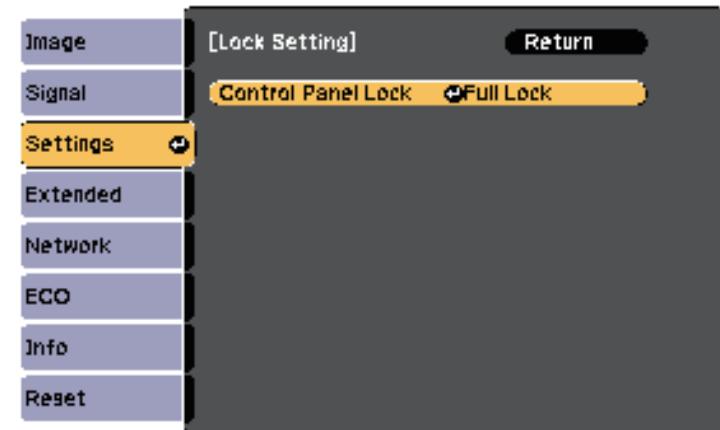 Image
Signal
Settings
Extended
Network
ECO
Info
Reset
[Lock Setting]
Return
Control Panel Lock Full Lock